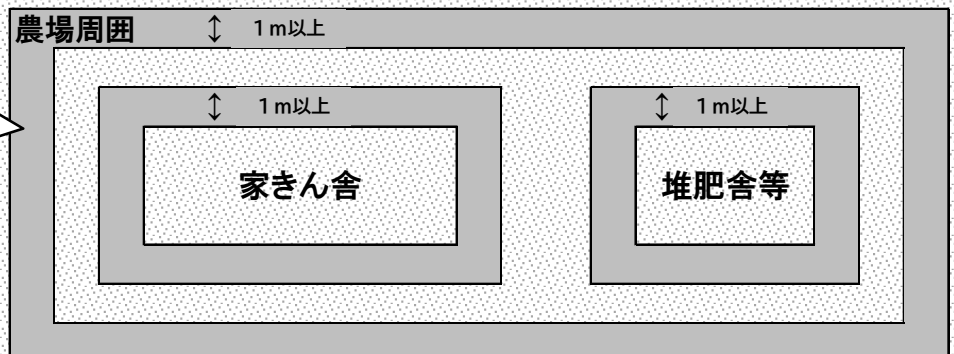 農場周囲 ↕ 1m以上
↕ 1m以上
↕ 1m以上
家きん舎
堆肥舎等